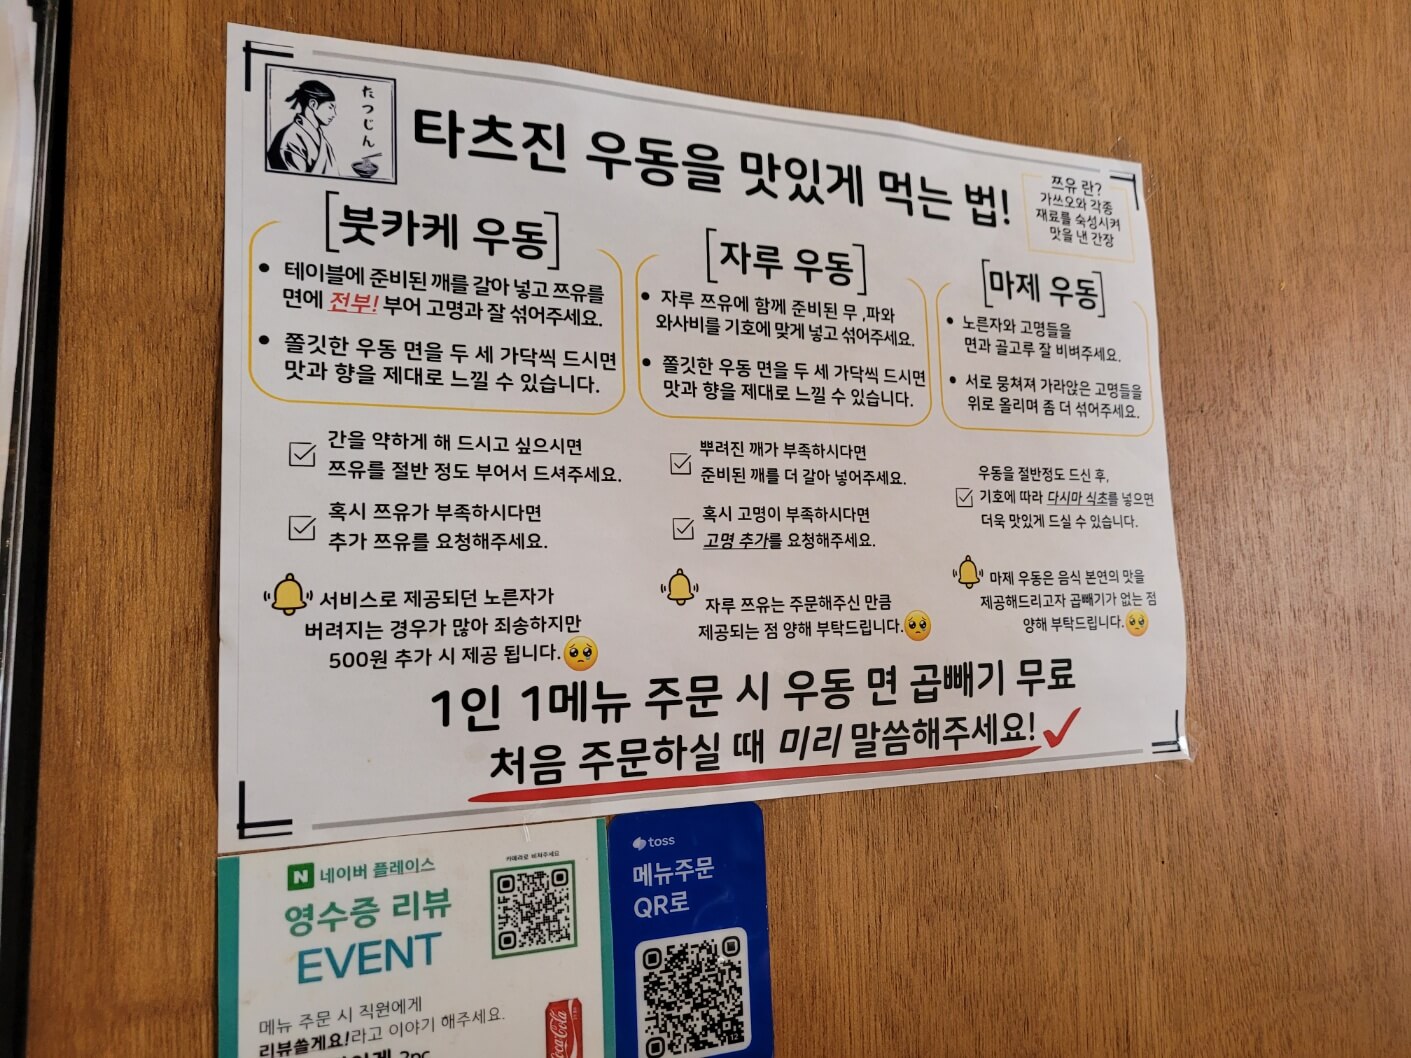 たつじん
타츠진 우동을 맛있게 먹는 법!
쯔유 란?
가쓰오와 각종
재료를 숙성시켜
맛을 낸 간장
[붓카케 우동]
• 테이블에 준비된 깨를 갈아 넣고 쯔유를
면에 전부! 부어 고명과 잘 섞어주세요.
• 쫄깃한 우동 면을 두 세 가닥씩 드시면
맛과 향을 제대로 느낄 수 있습니다.
간을 약하게 해 드시고 싶으시면
쯔유를 절반 정도 부어서 드셔주세요.
혹시 쯔유가 부족하시다면
추가 쯔유를 요청해주세요.
서비스로 제공되던 노른자가
버려지는 경우가 많아 죄송하지만
500원 추가 시 제공 됩니다.
[자루 우동]
• 자루 쯔유에 함께 준비된 무 ,파와
와사비를 기호에 맞게 넣고 섞어주세요.
• 쫄깃한 우동 면을 두 세 가닥씩 드시면
맛과 향을 제대로 느낄 수 있습니다.
뿌려진 깨가 부족하시다면
준비된 깨를 더 갈아 넣어주세요.
혹시 고명이 부족하시다면
고명 추가를 요청해주세요.
자루 쯔유는 주문해주신 만큼
제공되는 점 양해 부탁드립니다.
[마제 우동]
• 노른자와 고명들을
면과 골고루 잘 비벼주세요.
• 서로 뭉쳐져 가라앉은 고명들을
위로 올리며 좀 더 섞어주세요.
우동을 절반정도 드신 후,
기호에 따라 다시마 식초를 넣으면
더욱 맛있게 드실 수 있습니다.
마제 우동은 음식 본연의 맛을
제공해드리고자 곱빼기가 없는 점
양해 부탁드립니다.
1인 1메뉴 주문 시 우동 면 곱빼기 무료
처음 주문하실 때 미리 말씀해주세요!
N 네이버 플레이스
영수증 리뷰
EVENT
카메라로 비춰주세요
메뉴 주문 시 직원에게
리뷰쓸게요!라고 이야기 해주세요.
2pc
Coca-Cola
toss
메뉴주문
QR로